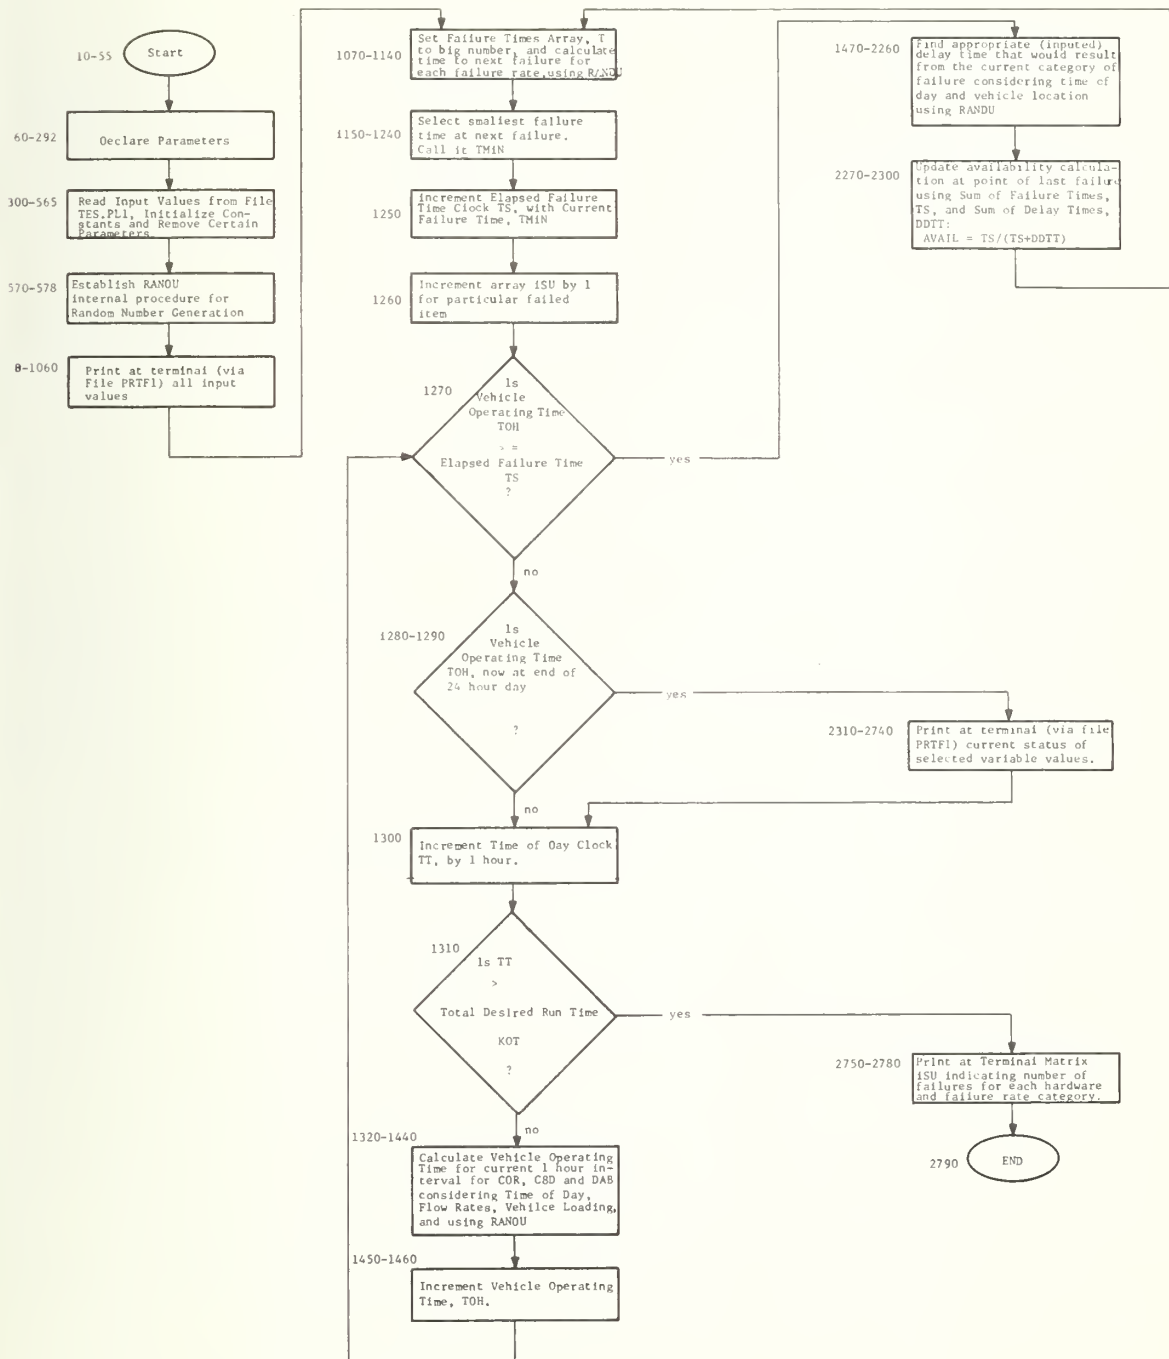 10-55
Start
60-292
Oeclare Parameters
300-565
Read Input Values from File
TES,PL1, Initialize Con-
stants and Remove Certain
Parameters
570-578
Establish RANOU
internal procedure for
Random Number Generation
8-1060
Print at terminal (via
File PRTF1) all input
values
1070-1140
Set Failure Times Array, T
to big number, and calculate
time to next failure for
each failure rate,using RANDU
1150-1240
Select smallest failure
time at next failure.
Call it TMiN
1250
increment Elapsed Failure
Time Clock TS, with Current
Failure Time, TMiN
1260
Increment array iSU by 1
for particular failed
item
1270
ls
Vehicle
Operating Time
TOH
> =
Elapsed Failure Time
TS
?
yes
no
1280-1290
ls
Vehicle
Operating Time
TOH, now at end of
24 hour day
?
yes
no
1300
Increment Time of Oay Clock
TT, by 1 hour.
1310
ls TT
>
Total Desired Run Time
KOT
?
yes
no
1320-1440
Calculate Vehicle Operating
Time for current 1 hour in-
terval for COR, C8D and DAB
considering Time of Day,
Flow Rates, Vehilce Loading,
and using RANOU
1450-1460
Increment Vehicle Operating
Time, TOH.
1470-2260
Find appropriate (inputed)
delay time that would result
from the current category of
failure considering time of
day and vehicle location
using RANDU
2270-2300
Update availability calcula-
tion at point of last failure
using Sum of Failure Times,
TS, and Sum of Delay Times,
DDTT:
AVAIL = TS/(TS+DDTT)
2310-2740
Print at terminal (via file
PRTF1) current status of
selected variable values.
2750-2780
Print at Terminal Matrix
iSU indicating number of
failures for each hardware
and failure rate category.
2790
END